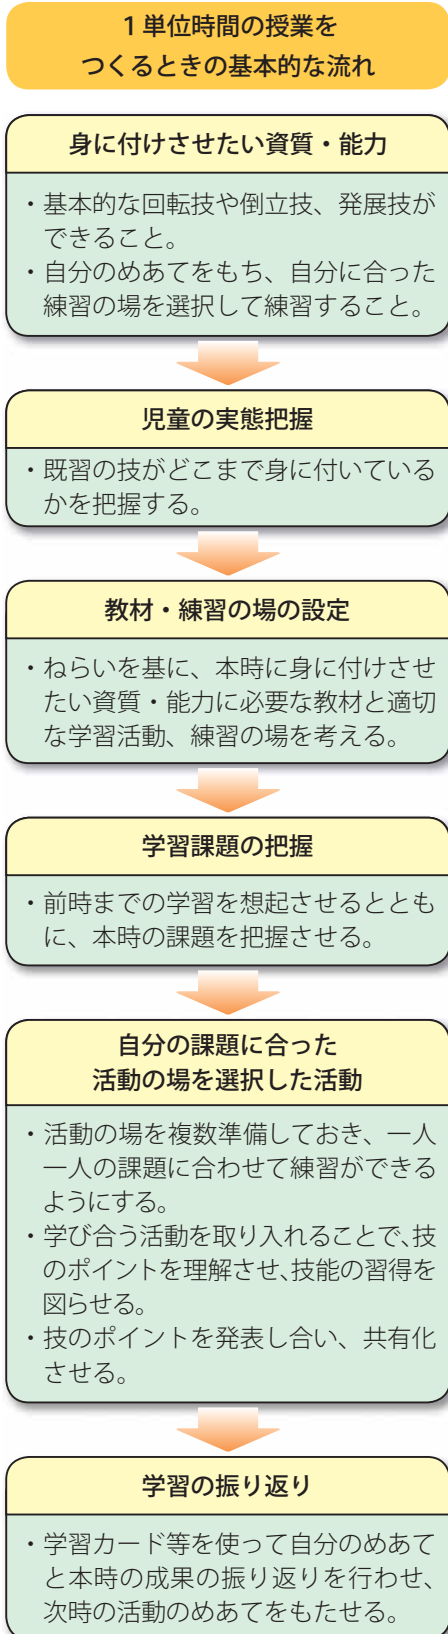 1単位時間の授業を
つくるときの基本的な流れ
身に付けさせたい資質・能力
・基本的な回転技や倒立技、発展技が
できること。
・自分のめあてをもち、自分に合った
練習の場を選択して練習すること。
児童の実態把握
・既習の技がどこまで身に付いている
かを把握する。
教材・練習の場の設定
・ねらいを基に、本時に身に付けさせ
たい資質・能力に必要な教材と適切
な学習活動、練習の場を考える。
学習課題の把握
・前時までの学習を想起させるととも
に、本時の課題を把握させる。
自分の課題に合った
活動の場を選択した活動
・活動の場を複数準備しておき、一人
一人の課題に合わせて練習ができる
ようにする。
・学び合う活動を取り入れることで、技
のポイントを理解させ、技能の習得を
図らせる。
・技のポイントを発表し合い、共有化
させる。
学習の振り返り
・学習カード等を使って自分のめあて
と本時の成果の振り返りを行わせ、
次時の活動のめあてをもたせる。